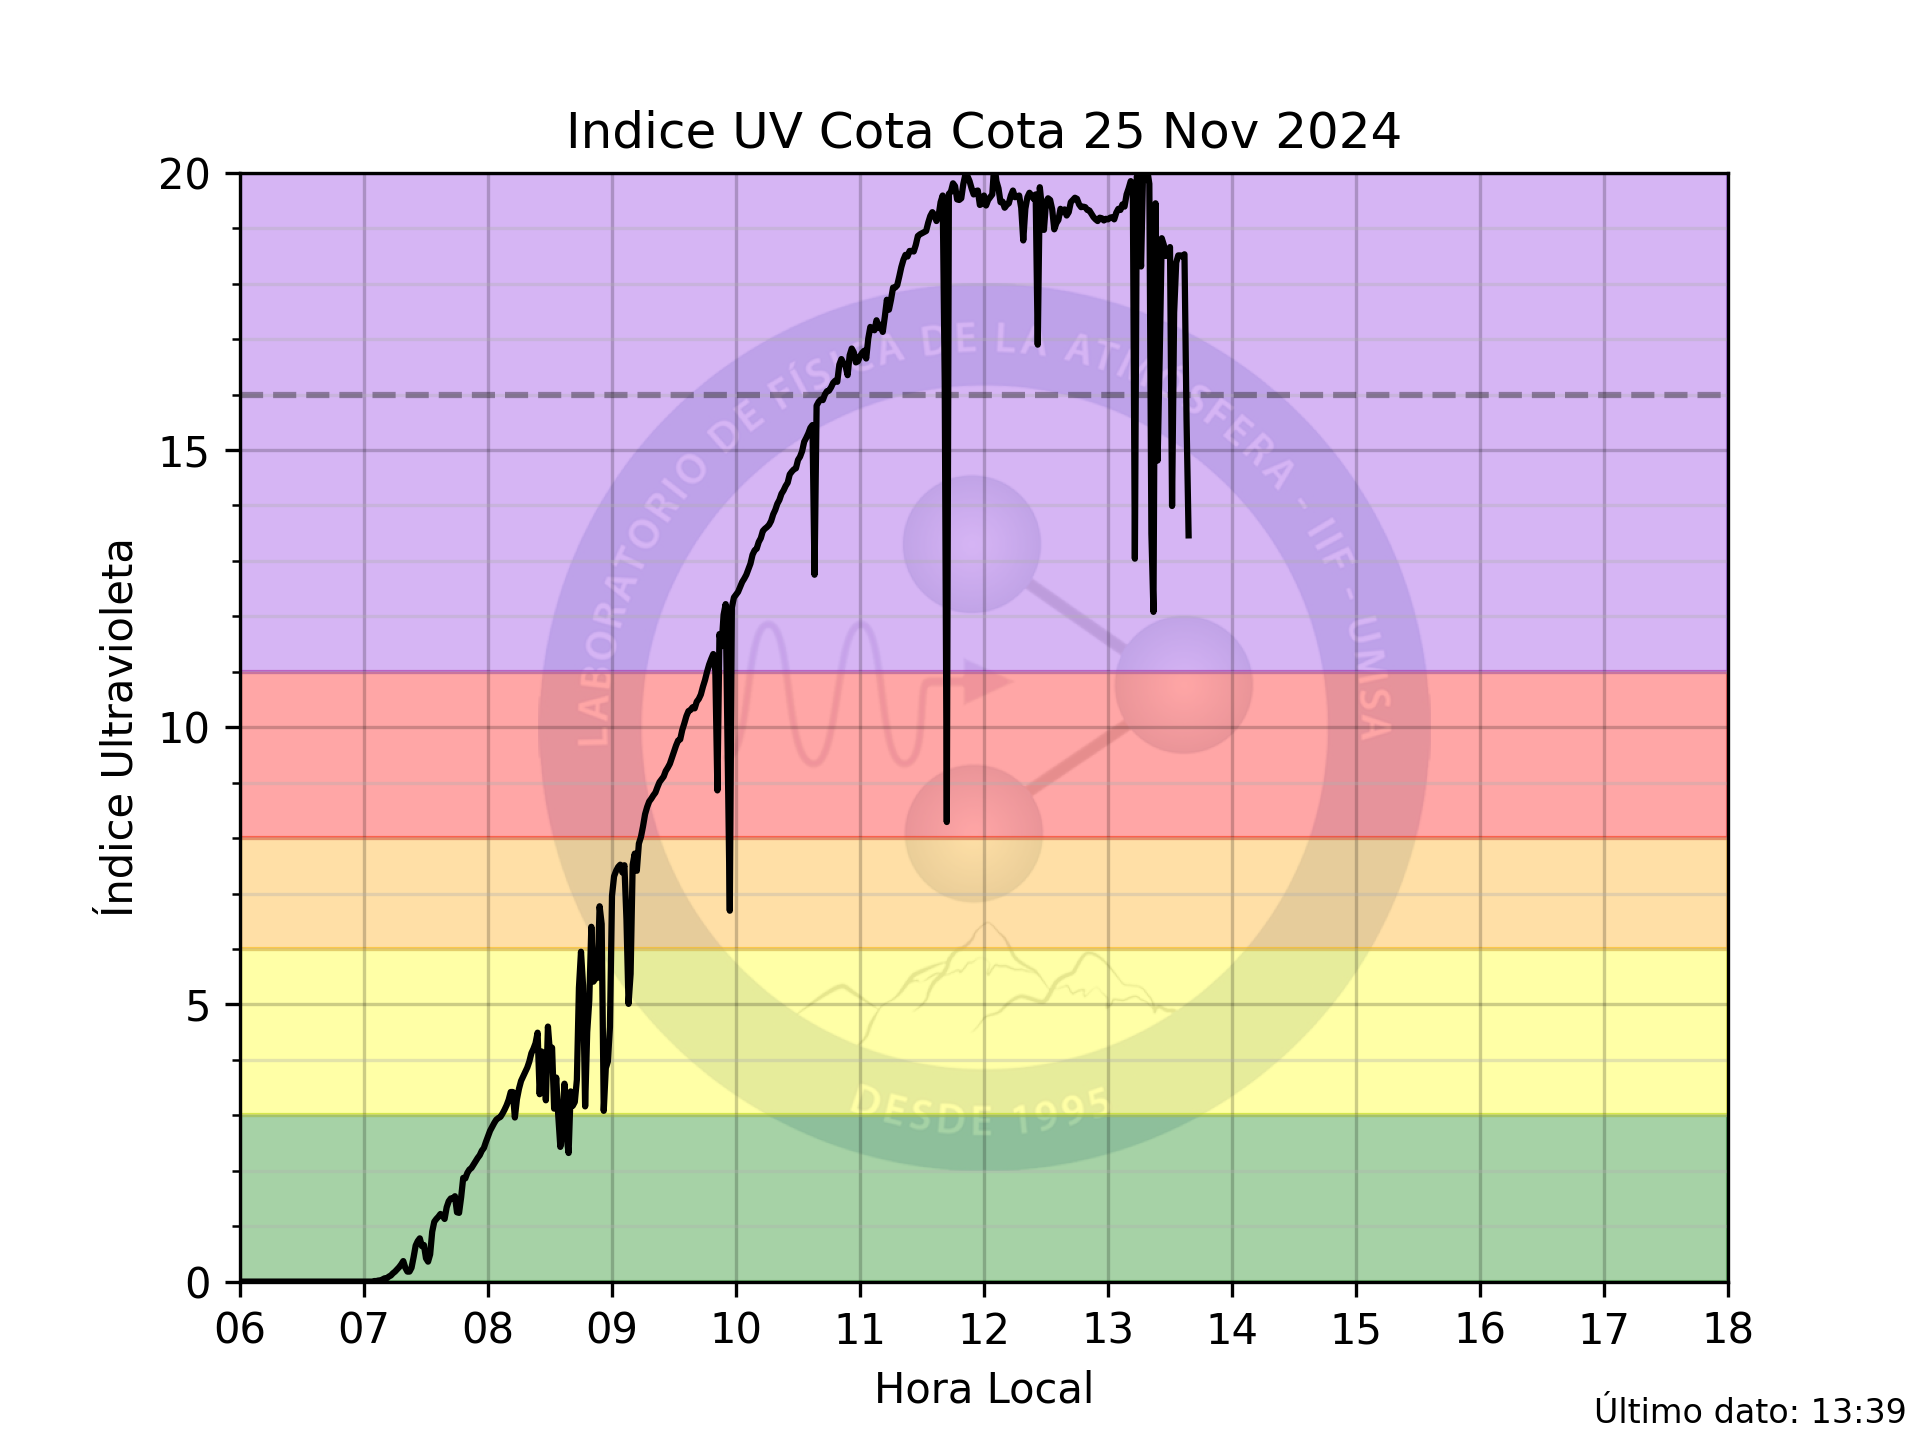 Indice UV Cota Cota 25 Nov 2024
20
15
10
5
0
Índice Ultravioleta
LABORATORIO DE FÍSICA DE LA ATMÓSFERA - IIF - UMSA
DESDE 1995
06 07 08 09 10 11 12 13 14 15 16 17 18
Hora Local
Último dato: 13:39